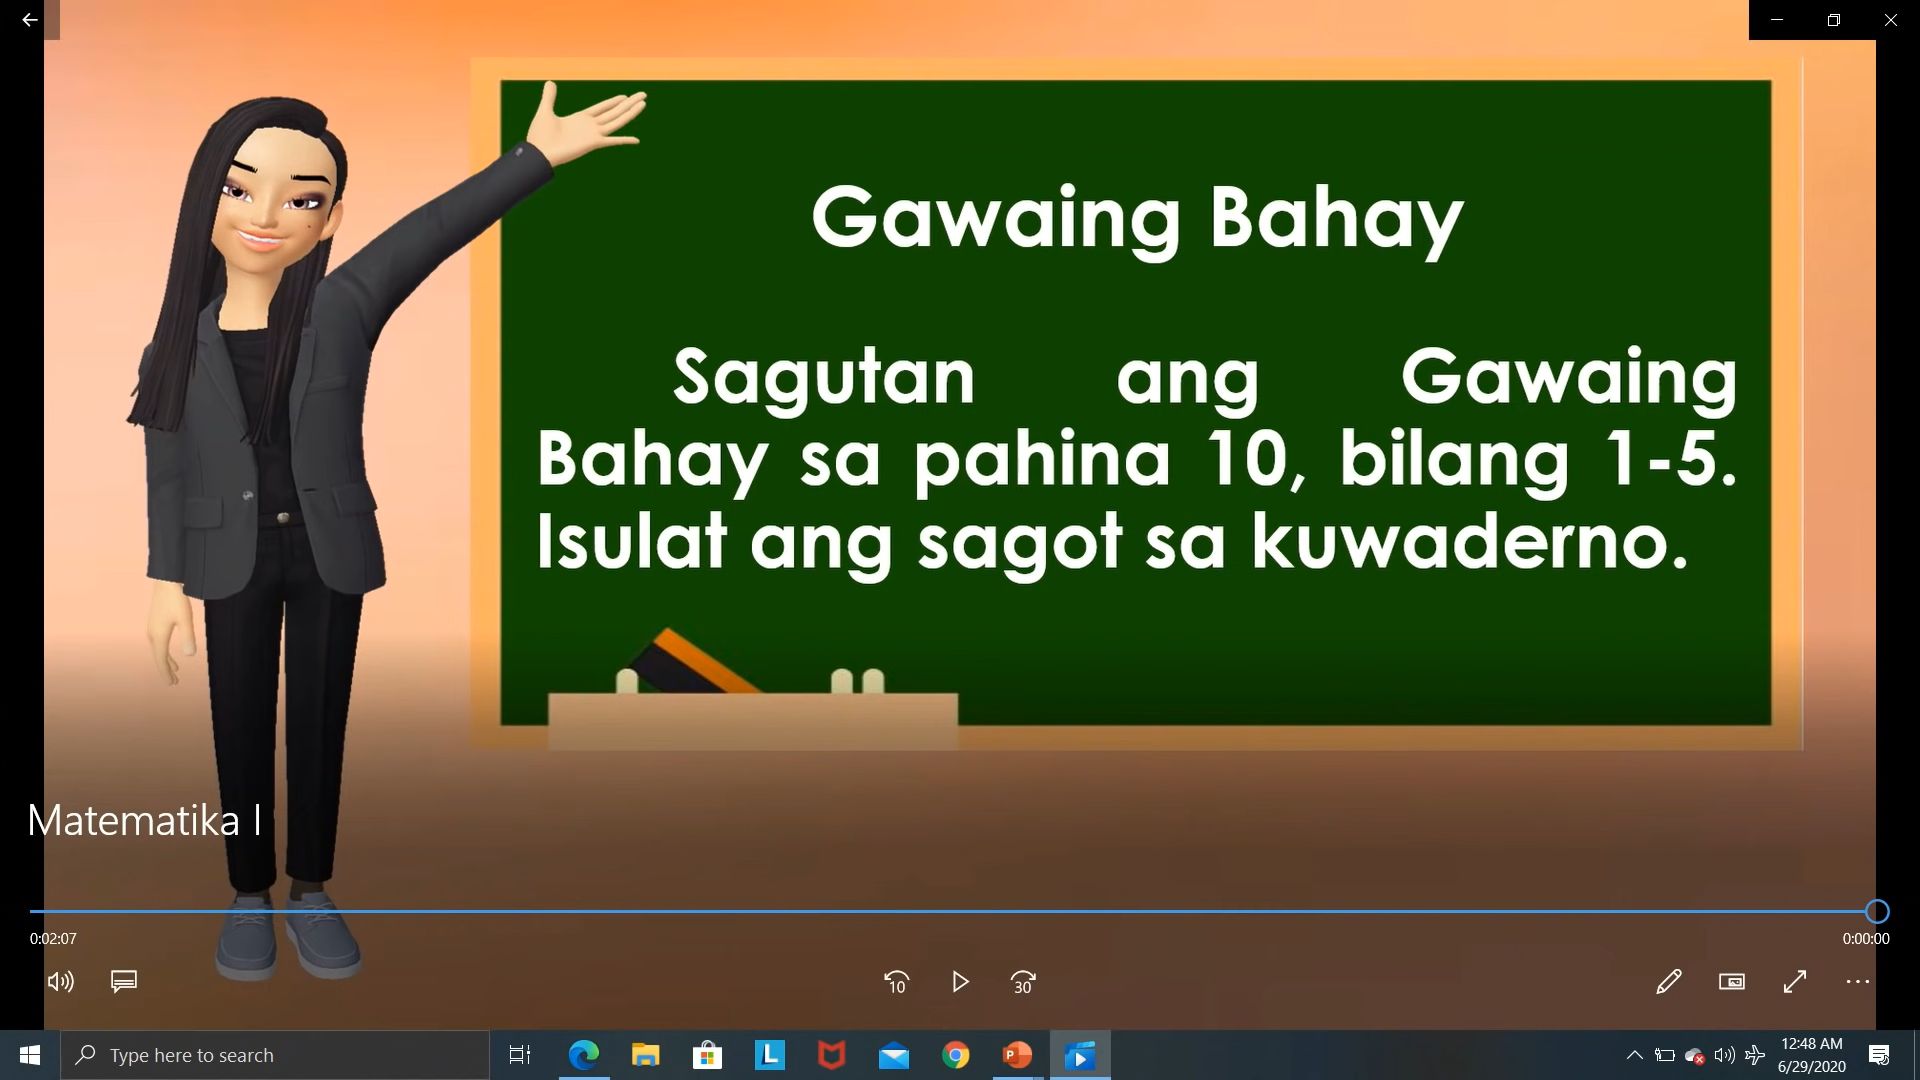 Gawaing Bahay
Sagutan ang Gawaing
Bahay sa pahina 10, bilang 1-5.
Isulat ang sagot sa kuwaderno.
Matematika I
0:02:07
0:00:00
10
30
Type here to search
L
P
12:48 AM
6/29/2020